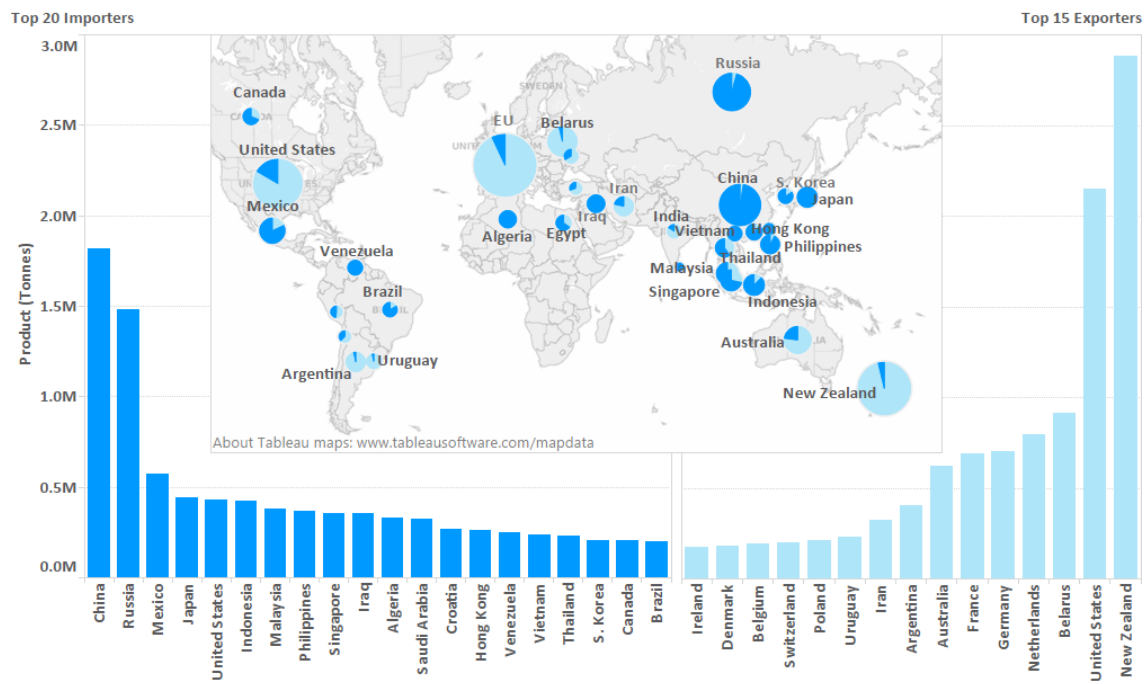 Top 20 Importers
Top 15 Exporters
Product (Tonnes)
3.0M
2.5M
2.0M
1.5M
1.0M
0.5M
0.0M
Russia
Canada
SWEDEN
EU
Belarus
United States
China
S. Korea
Iran
Japan
Mexico
Iraq
India
Algeria
Egypt
Vietnam
Hong Kong
Philippines
Venezuela
Thailand
Malaysia
Brazil
Singapore
Indonesia
Australia
Uruguay
Argentina
New Zealand
About Tableau maps: www.tableausoftware.com/mapdata
China
Russia
Mexico
Japan
United States
Indonesia
Malaysia
Philippines
Singapore
Iraq
Algeria
Saudi Arabia
Croatia
Hong Kong
Venezuela
Vietnam
Thailand
S. Korea
Canada
Brazil
Ireland
Denmark
Belgium
Switzerland
Poland
Uruguay
Iran
Argentina
Australia
France
Germany
Netherlands
Belarus
United States
New Zealand